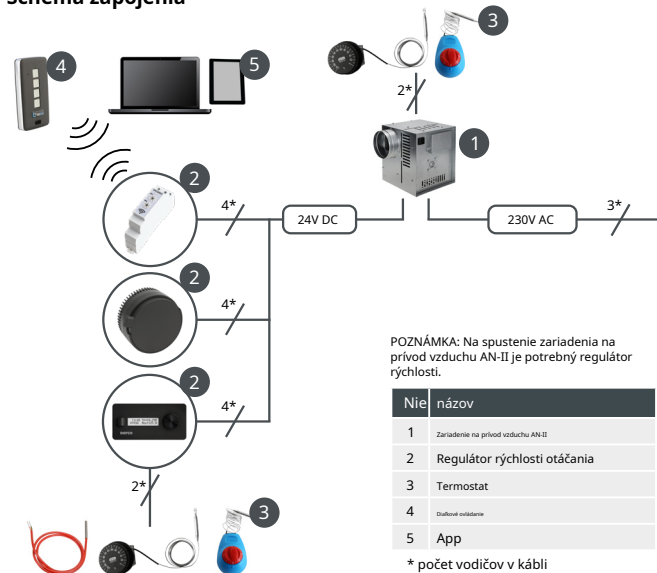 Schéma zapojenia
3
4
5
2*
1
2
4*
24V DC
230V AC
3*
2
4*
POZNÁMKA: Na spustenie zariadenia na
prívod vzduchu AN-II je potrebný regulátor
rýchlosti.
2
4*
Nie názov
1 Zariadenie na prívod vzduchu AN-II
2 Regulátor rýchlosti otáčania
3 Termostat
4 Diaľkové ovládanie
5 App
* počet vodičov v kábli
2*
3